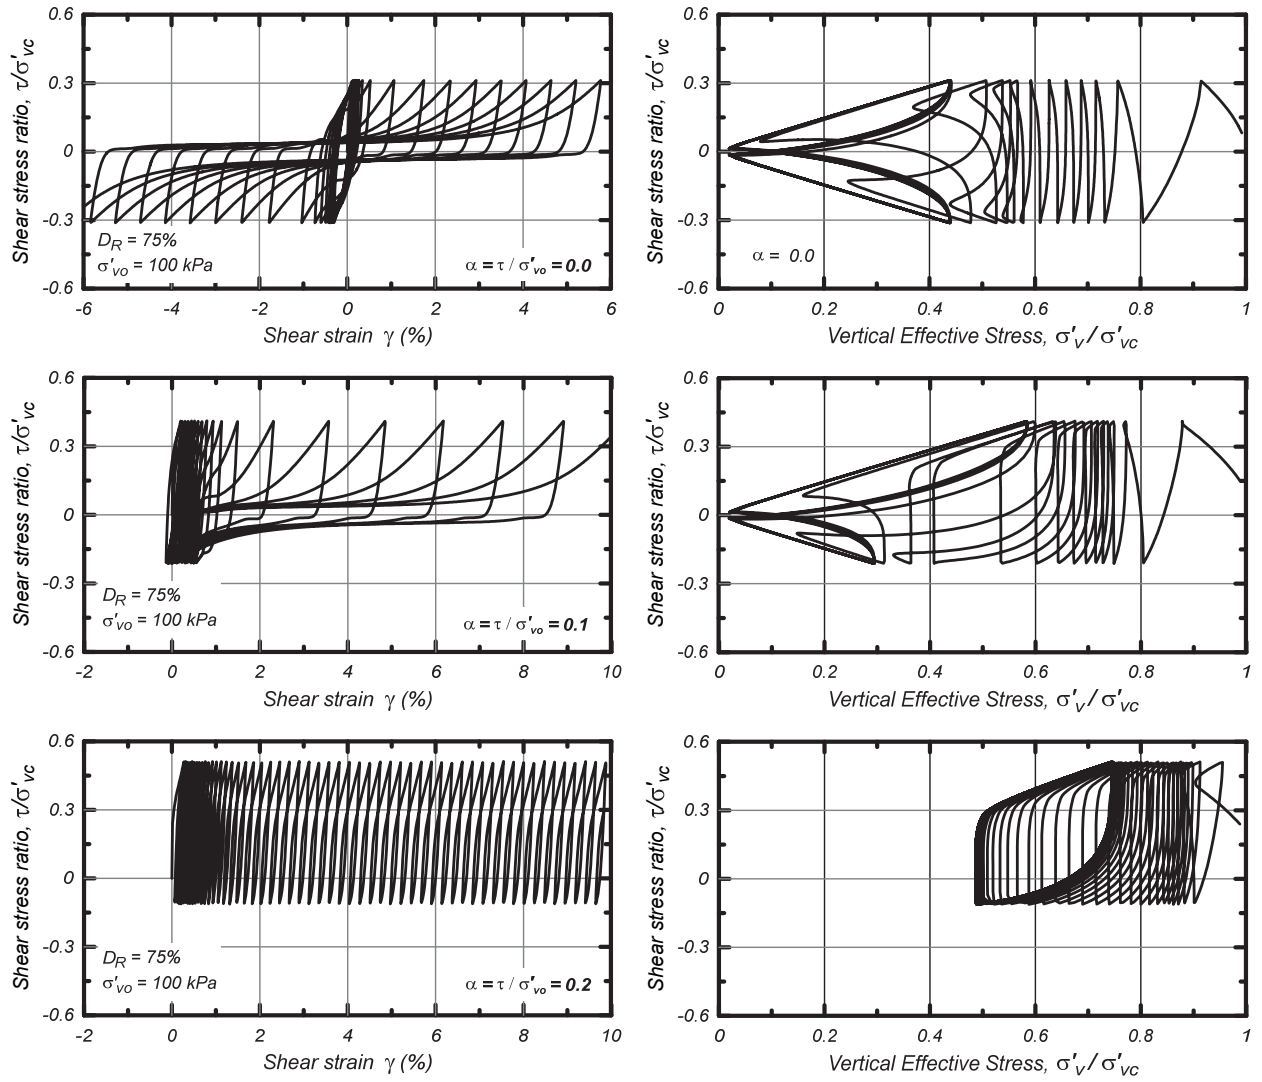 0.6
0.3
0
-0.3
-0.6
Shear stress ratio, τ/σ'vc
D_R = 75%
σ'vo = 100 kPa
α = τ / σ'vo = 0.0
-6 -4 -2 0 2 4 6
Shear strain γ (%)
0.6
0.3
0
-0.3
-0.6
Shear stress ratio, τ/σ'vc
α = 0.0
0 0.2 0.4 0.6 0.8 1
Vertical Effective Stress, σ'v / σ'vc
0.6
0.3
0
-0.3
-0.6
Shear stress ratio, τ/σ'vc
D_R = 75%
σ'vo = 100 kPa
α = τ / σ'vo = 0.1
-2 0 2 4 6 8 10
Shear strain γ (%)
0.6
0.3
0
-0.3
-0.6
Shear stress ratio, τ/σ'vc
0 0.2 0.4 0.6 0.8 1
Vertical Effective Stress, σ'v / σ'vc
0.6
0.3
0
-0.3
-0.6
Shear stress ratio, τ/σ'vc
D_R = 75%
σ'vo = 100 kPa
α = τ / σ'vo = 0.2
-2 0 2 4 6 8 10
Shear strain γ (%)
0.6
0.3
0
-0.3
-0.6
Shear stress ratio, τ/σ'vc
0 0.2 0.4 0.6 0.8 1
Vertical Effective Stress, σ'v / σ'vc